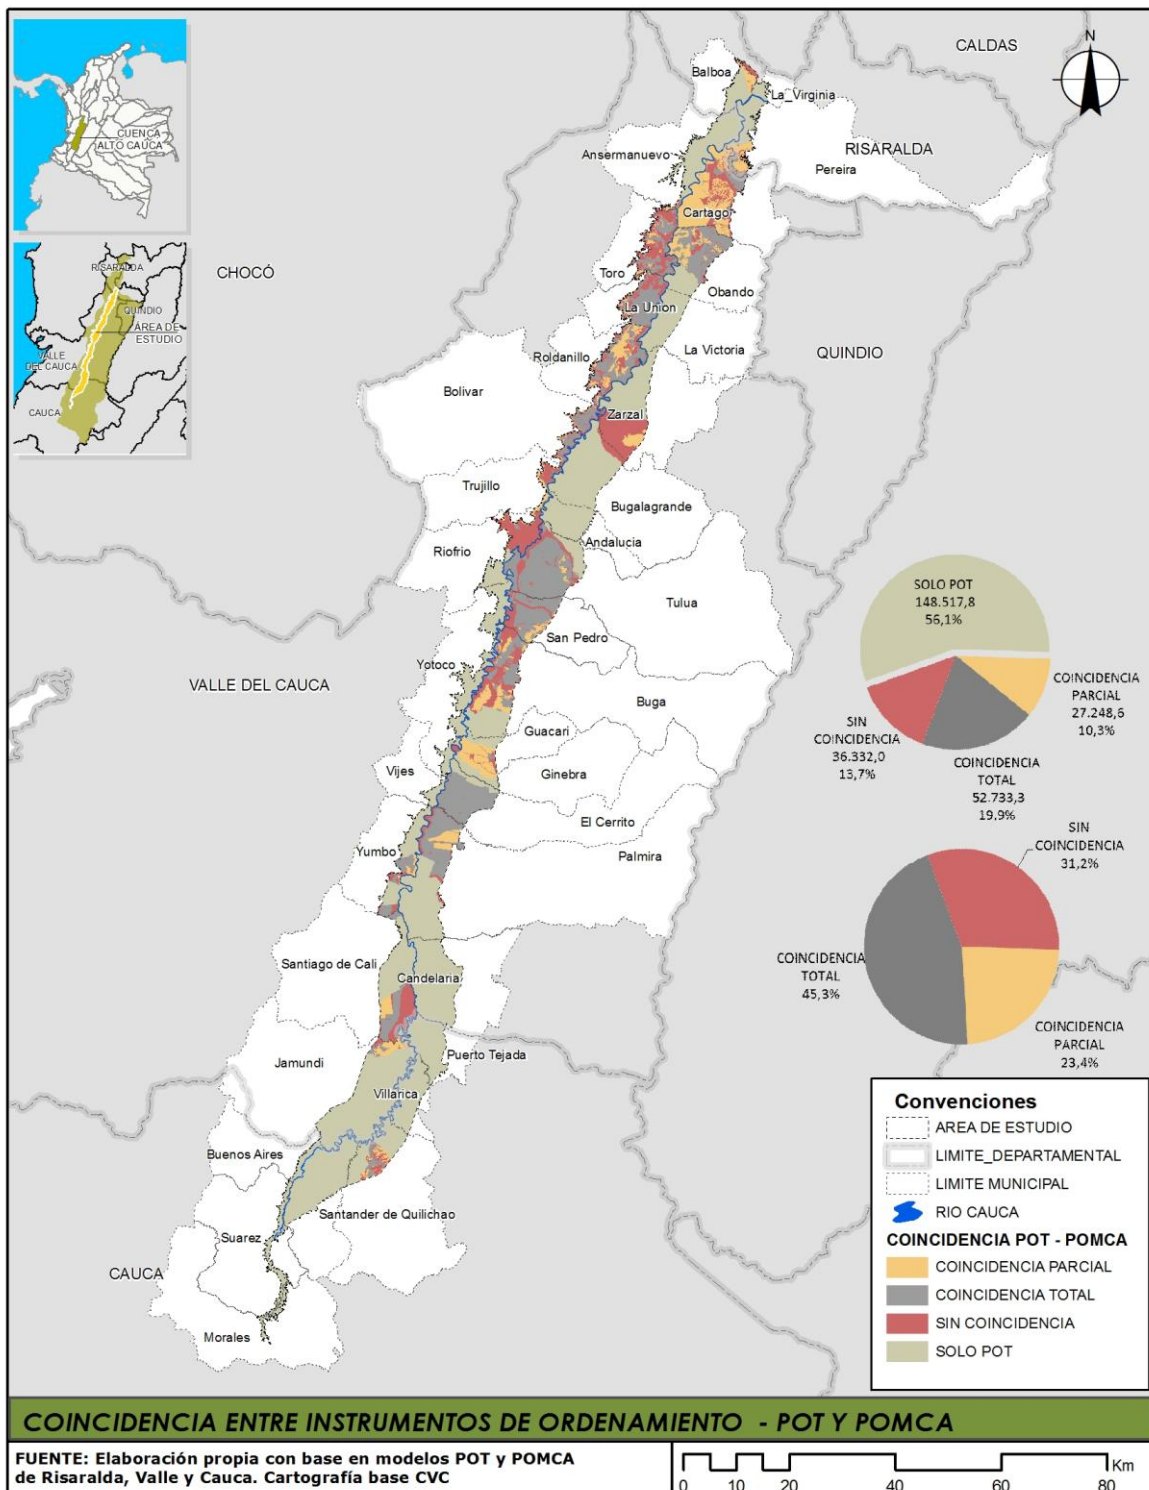 CUENCA
ALTO CAUCA
RISARALDA
QUINDIO
ÁREA DE
ESTUDIO
VALLE
DEL CAUCA
CAUCA
N
CALDAS
Balboa
La_Virginia
Ansermanuevo
RISARALDA
Pereira
Cartago
CHOCÓ
Toro
Obando
La Union
La Victoria
QUINDIO
Roldanillo
Bolivar
Zarzal
Trujillo
Bugalagrande
Andalucia
Riofrio
Tulua
San Pedro
Yotoco
VALLE DEL CAUCA
Buga
Guacari
Vijes
Ginebra
El Cerrito
Yumbo
Palmira
Santiago de Cali
Candelaria
Puerto Tejada
Jamundi
Villarica
Buenos Aires
Santander de Quilichao
Suarez
CAUCA
Morales
SOLO POT
148.517,8
56,1%
COINCIDENCIA
PARCIAL
27.248,6
10,3%
SIN
COINCIDENCIA
36.332,0
13,7%
COINCIDENCIA
TOTAL
52.733,3
19,9%
SIN
COINCIDENCIA
31,2%
COINCIDENCIA
TOTAL
45,3%
COINCIDENCIA
PARCIAL
23,4%
Convenciones
AREA DE ESTUDIO
LIMITE_DEPARTAMENTAL
LIMITE MUNICIPAL
RIO CAUCA
COINCIDENCIA POT - POMCA
COINCIDENCIA PARCIAL
COINCIDENCIA TOTAL
SIN COINCIDENCIA
SOLO POT
COINCIDENCIA ENTRE INSTRUMENTOS DE ORDENAMIENTO - POT Y POMCA
FUENTE: Elaboración propia con base en modelos POT y POMCA
de Risaralda, Valle y Cauca. Cartografía base CVC
Km
0 10 20 40 60 80